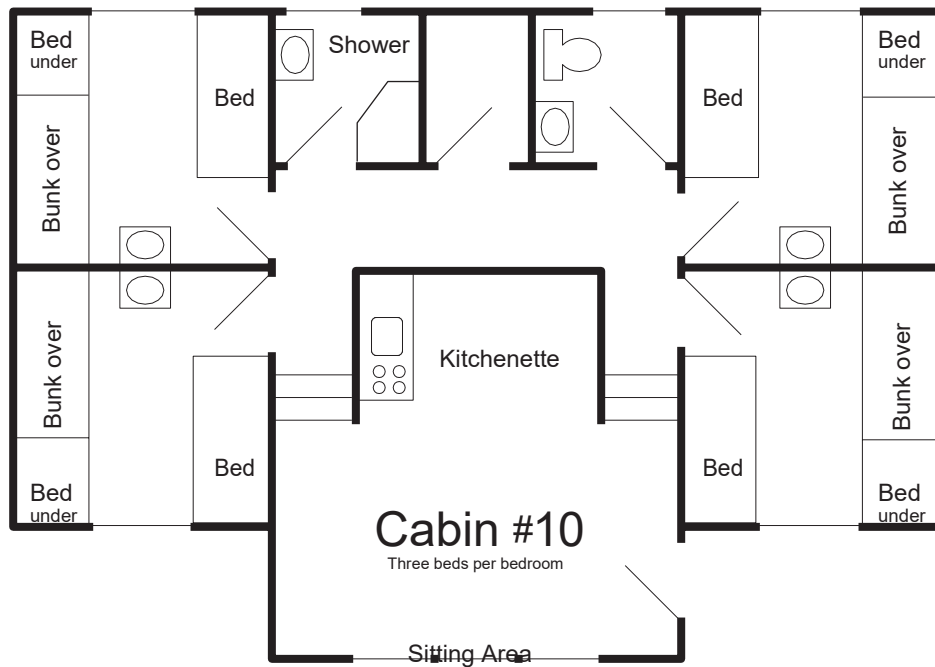 Bed
under
Bed
Shower
Bed
Bed
under
Bunk over
Bunk over
Bunk over
Kitchenette
Bunk over
Bed
under
Bed
Bed
Bed
under
Cabin #10
Three beds per bedroom
Sitting Area